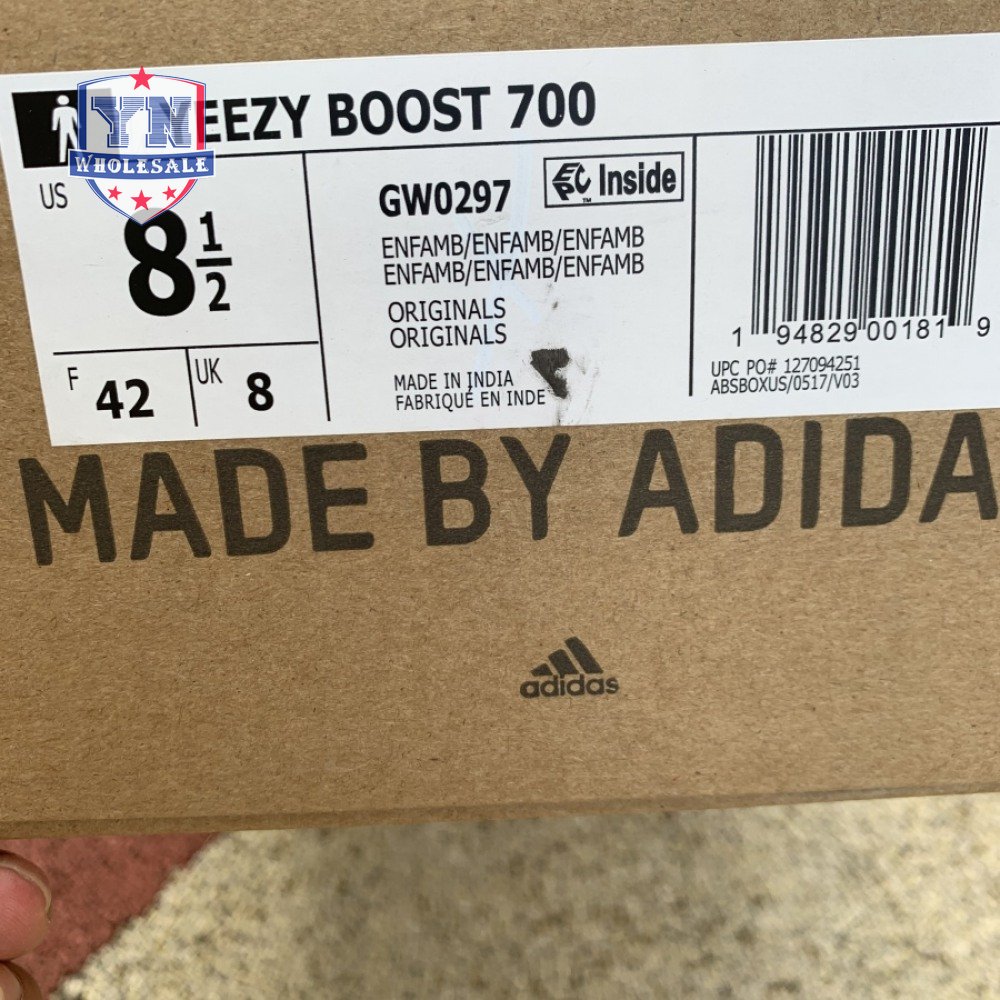 YN
WHOLESALE
EEZY BOOST 700
US
8 1/2
F 42
UK 8
GW0297
EPC Inside
TM
ENFAMB/ENFAMB/ENFAMB
ENFAMB/ENFAMB/ENFAMB
ORIGINALS
ORIGINALS
MADE IN INDIA
FABRIQUÉ EN INDE
1 94829 00181 9
UPC PO# 127094251
ABSBOXUS/0517/V03
MADE BY ADIDA
adidas